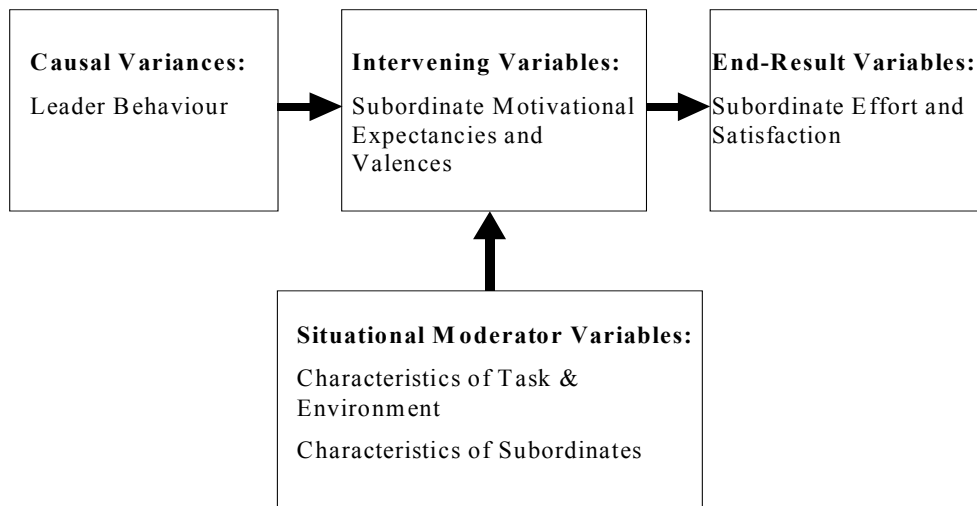 Causal Variances:
Leader Behaviour
Intervening Variables:
Subordinate Motivational
Expectancies and
Valences
End-Result Variables:
Subordinate Effort and
Satisfaction
Situational Moderator Variables:
Characteristics of Task &
Environment
Characteristics of Subordinates